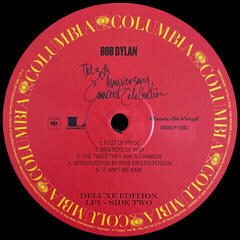 COLUMBIA COLUMBIA COLUMBIA COLUMBIA COLUMBIA COLUMBIA
BOB DYLAN
The 30th
Anniversary
Concert Celebration
Music On Vinyl
MOVLP1000
1. FOOT OF PRIDE
2. MASTERS OF WAR
3. THE TIMES THEY ARE A CHANGIN'
4. INTRODUCTION BY KRIS KRISTOFFERSON
5. IT AIN'T ME BABE
DELUXE EDITION
LP1 - SIDE TWO